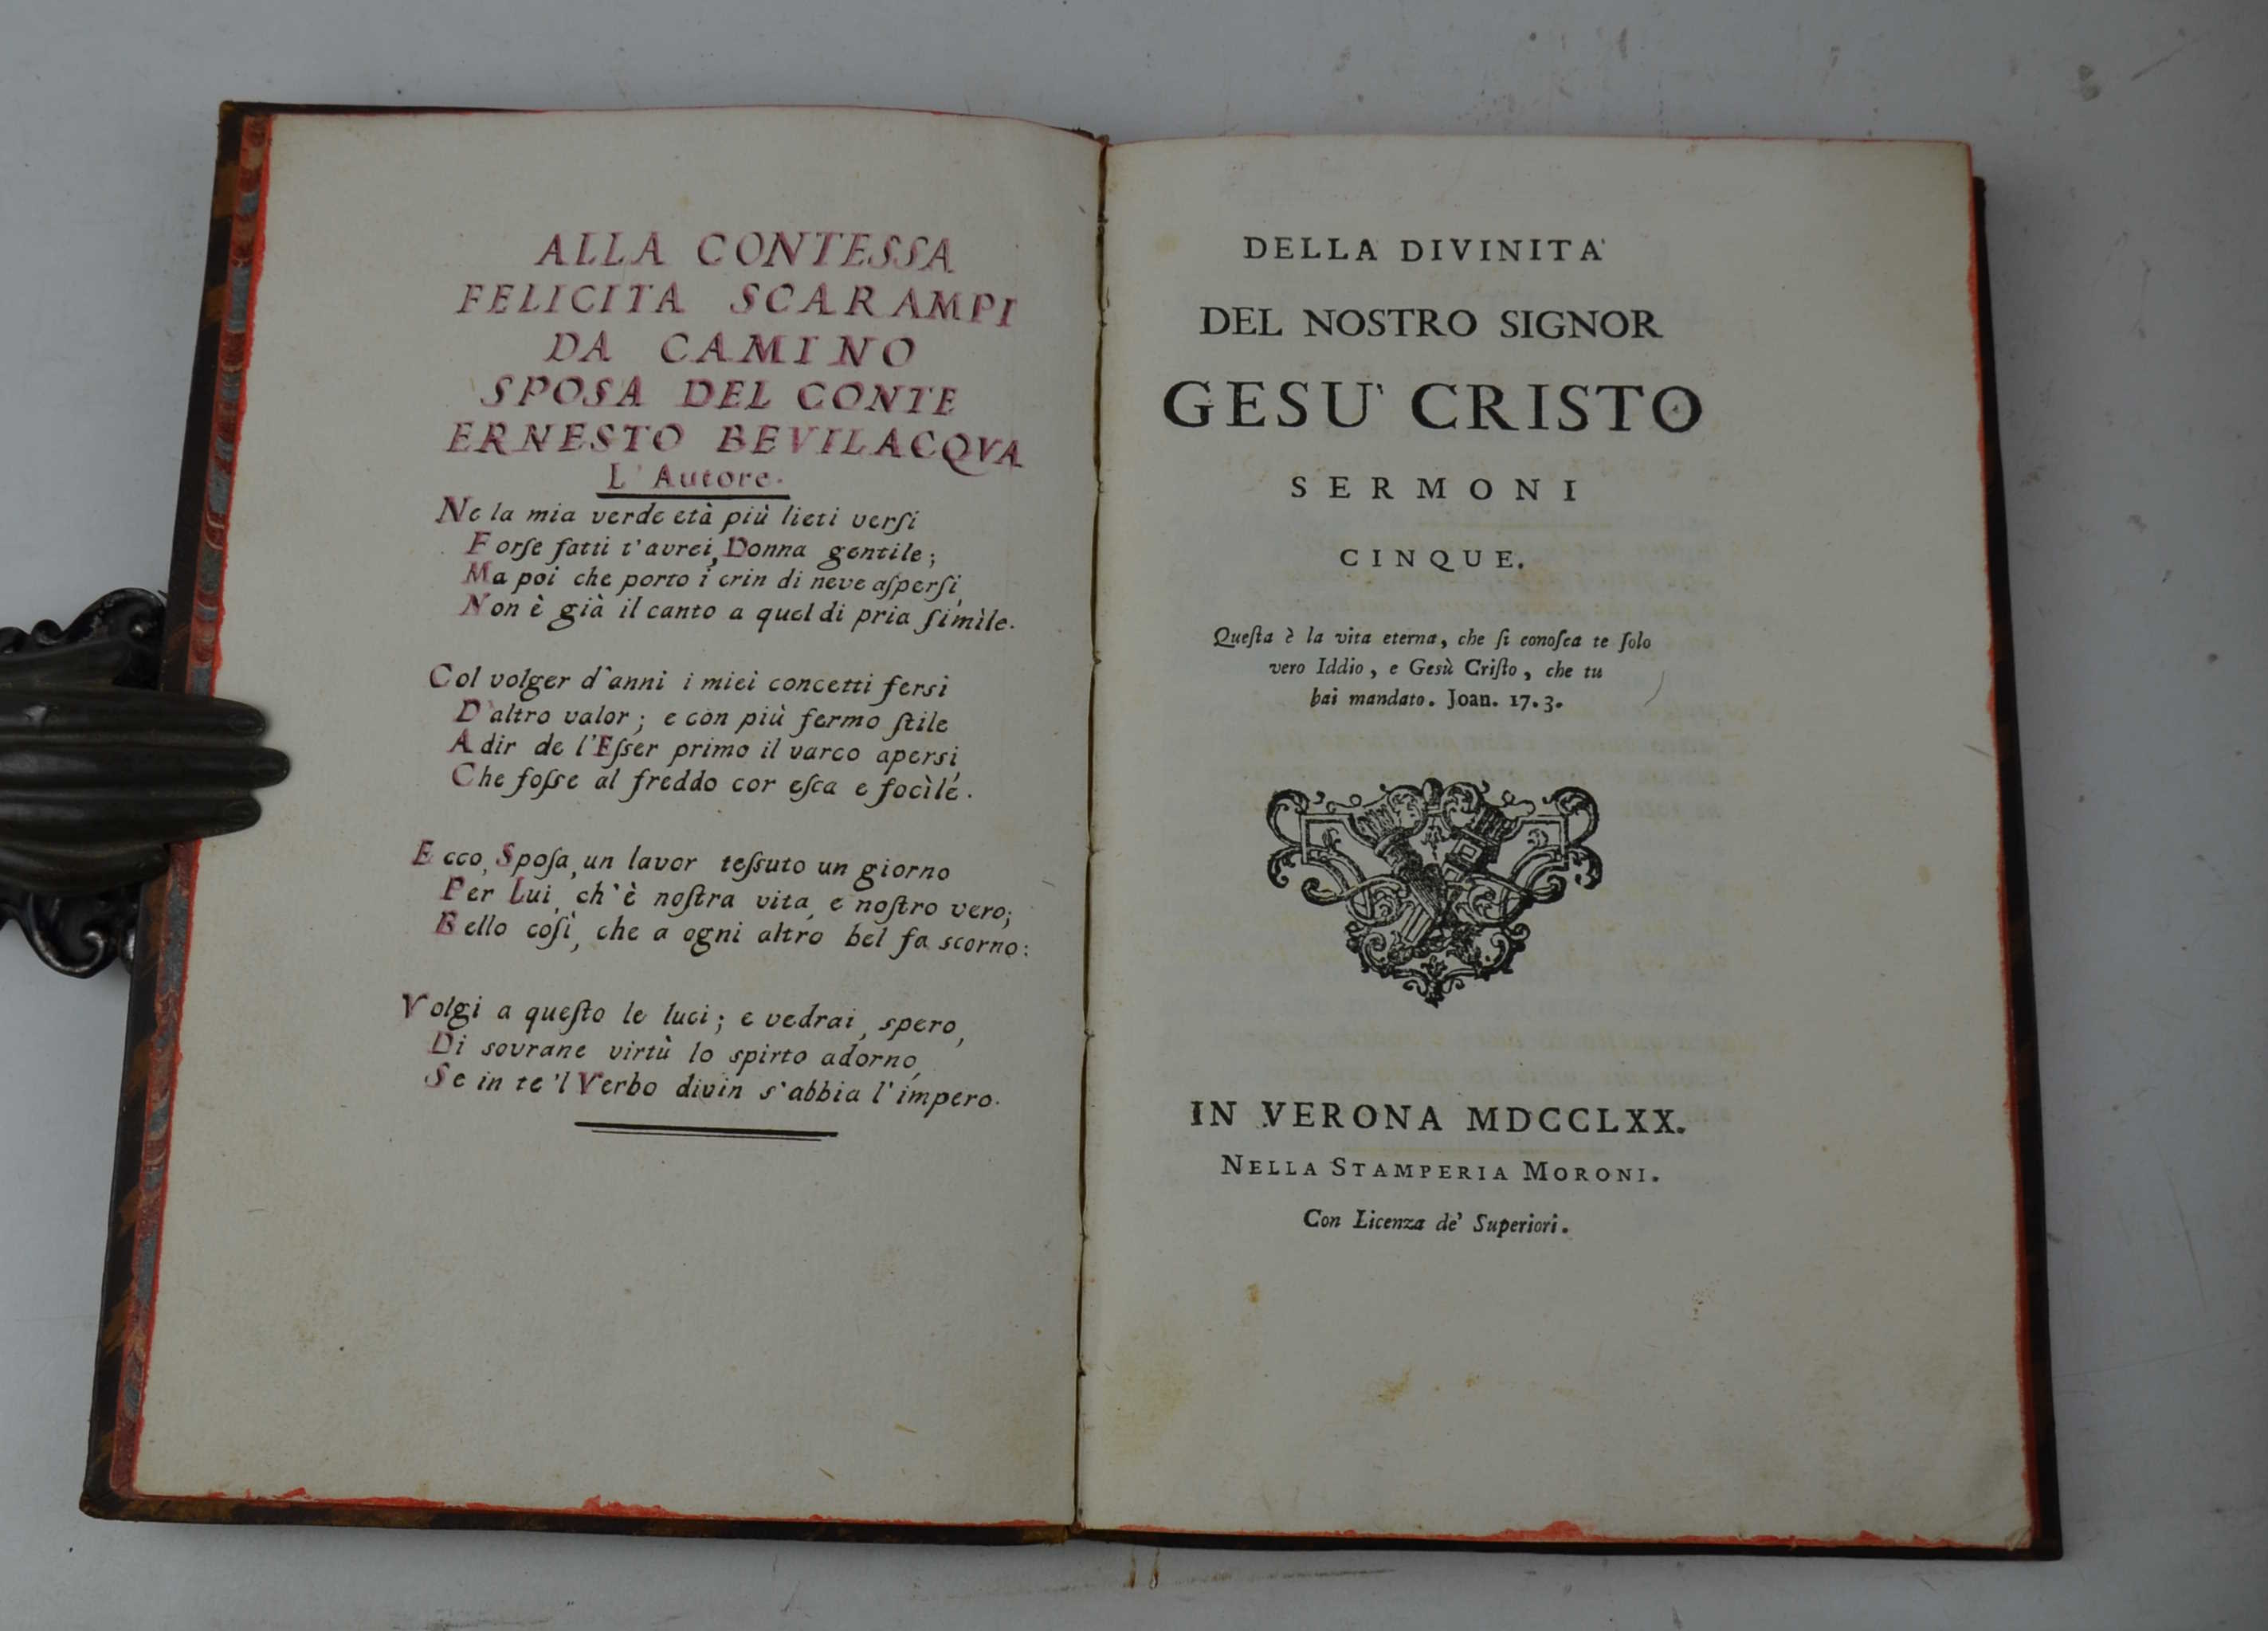 ALLA CONTESSA
FELICITA SCARAMPI
DA CAMINO
SPOSA DEL CONTE
ERNESTO BEVILACQVA
L'Autore.
Ne la mia verde età più lieti verſi
Forſe fatti t'avrei, Donna gentile;
Ma poi che porto i crin di neve aſperſi,
Non è già il canto a quel di pria ſimìle.
Col volger d'anni i miei concetti ferſi
D'altro valor; e con più fermo ſtile
A dir de l'Eſſer primo il varco aperſi,
Che foſſe al freddo cor eſca e focìle.
Ecco, Spoſa, un lavor teſſuto un giorno
Per Lui, ch'è noſtra vita, e noſtro vero;
Bello coſì, che a ogni altro bel fa scorno:
Volgi a queſto le luci; e vedrai, spero,
Di sovrane virtù lo spirto adorno,
Se in te 'l Verbo divin s'abbia l'impero.
DELLA DIVINITA'
DEL NOSTRO SIGNOR
GESU' CRISTO
SERMONI
CINQUE.
Queſta è la vita eterna, che ſi conoſca te ſolo
vero Iddio, e Gesù Criſto, che tu
hai mandato. Joan. 17. 3.
IN VERONA MDCCLXX.
NELLA STAMPERIA MORONI.
Con Licenza de' Superiori.